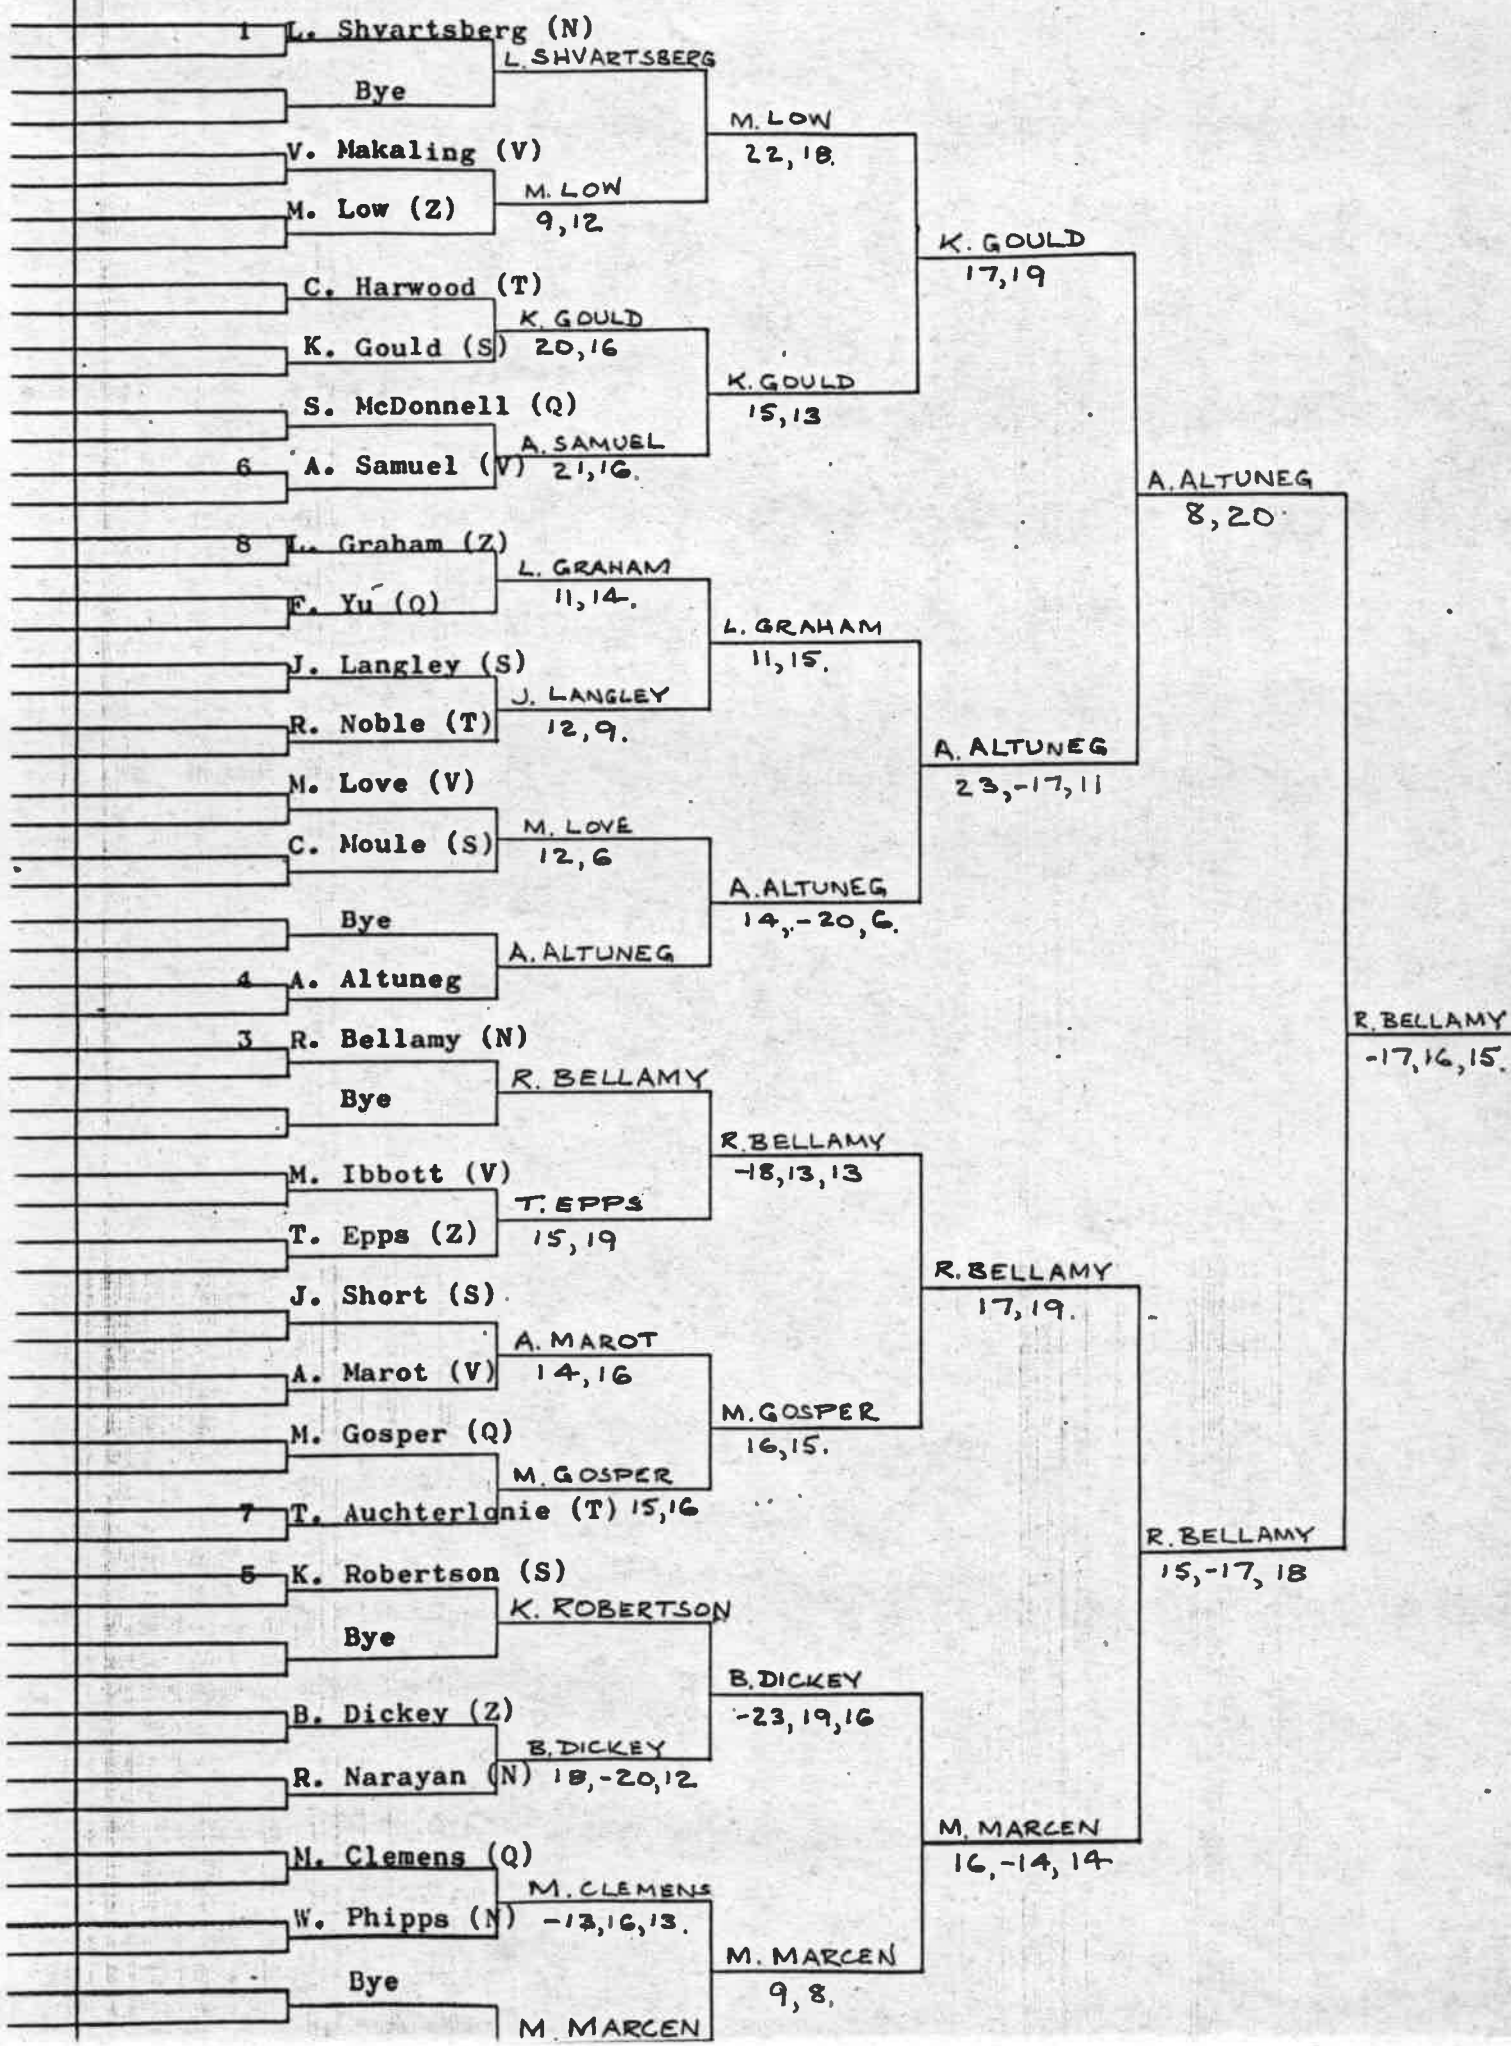 1 L. Shvartsberg (N)
Bye
V. Makaling (V)
M. Low (Z)
C. Harwood (T)
K. Gould (S)
S. McDonnell (Q)
6 A. Samuel (V)
8 L. Graham (Z)
F. Yu (Q)
J. Langley (S)
R. Noble (T)
M. Love (V)
C. Moule (S)
Bye
4 A. Altuneg
3 R. Bellamy (N)
Bye
M. Ibbott (V)
T. Epps (Z)
J. Short (S)
A. Marot (V)
M. Gosper (Q)
7 T. Auchterlonie (T)
5 K. Robertson (S)
Bye
B. Dickey (Z)
R. Narayan (N)
M. Clemens (Q)
W. Phipps (N)
Bye
L. SHVARTSBERG
M. LOW
9,12
K. GOULD
20,16
A. SAMUEL
21,16.
L. GRAHAM
11,14.
J. LANGLEY
12,9.
M. LOVE
12,6
A. ALTUNEG
R. BELLAMY
T. EPPS
15,19
A. MAROT
14,16
M. GOSPER
15,16
K. ROBERTSON
B. DICKEY
18,-20,12
M. CLEMENS
-13,16,13.
M. MARCEN
M. LOW
22,18.
K. GOULD
15,13
L. GRAHAM
11,15.
A. ALTUNEG
14,-20,6.
R. BELLAMY
-18,13,13
M. GOSPER
16,15.
B. DICKEY
-23,19,16
M. MARCEN
9,8.
K. GOULD
17,19
A. ALTUNEG
23,-17,11
R. BELLAMY
17,19.
M. MARCEN
16,-14,14
A. ALTUNEG
8,20
R. BELLAMY
15,-17,18
R. BELLAMY
-17,16,15.